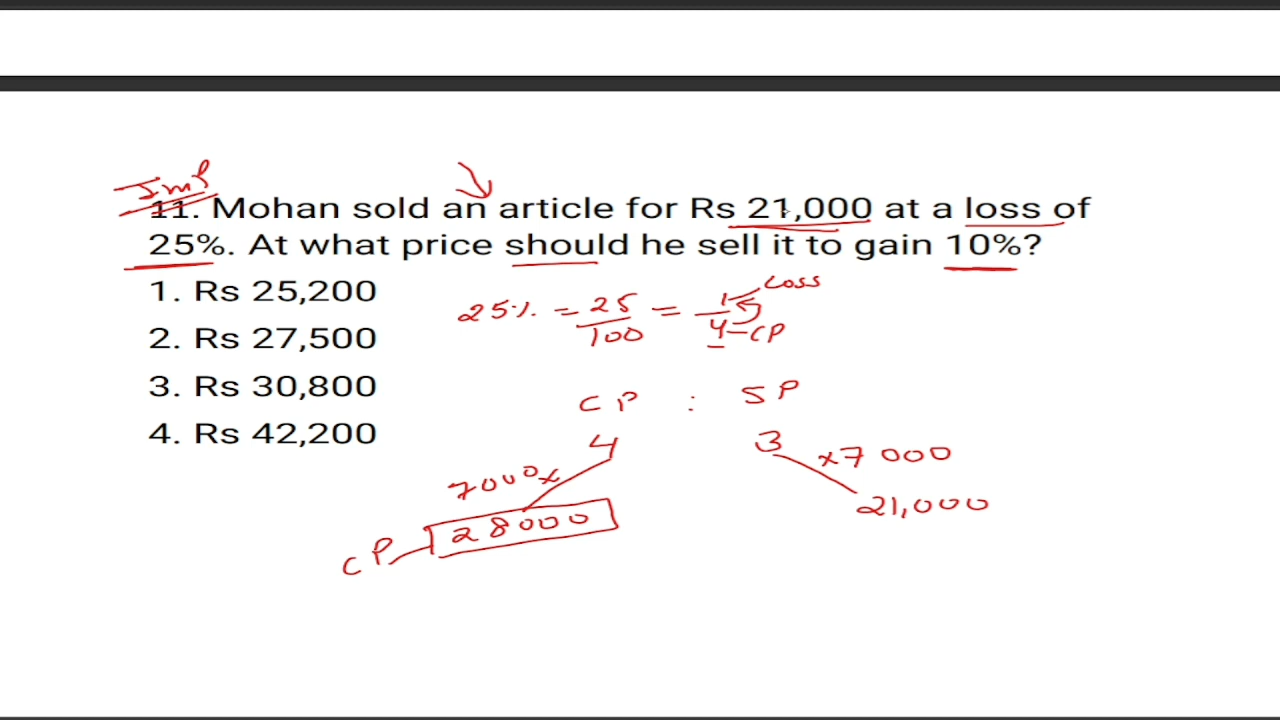 Imp
11. Mohan sold an article for Rs 21,000 at a loss of
25%. At what price should he sell it to gain 10%?
1. Rs 25,200
2. Rs 27,500
3. Rs 30,800
4. Rs 42,200
25% = 25/100 = 1/4 Loss CP
CP : SP
4 3
7000× ×7000
28000 21,000
CP